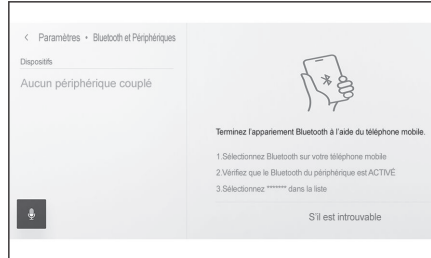 < Paramètres • Bluetooth et Périphériques
Dispositifs
Aucun périphérique couplé
Terminez l'appariement Bluetooth à l'aide du téléphone mobile.
1.Sélectionnez Bluetooth sur votre téléphone mobile
2.Vérifiez que le Bluetooth du périphérique est ACTIVÉ
3.Sélectionnez ******* dans la liste
S'il est introuvable